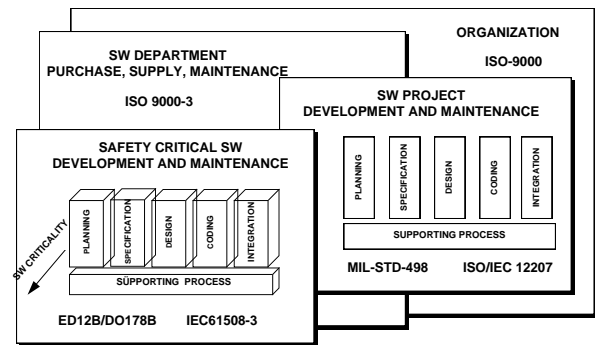 ORGANIZATION
ISO-9000
SW DEPARTMENT
PURCHASE, SUPPLY, MAINTENANCE
ISO 9000-3
SW PROJECT
DEVELOPMENT AND MAINTENANCE
PLANNING
SPECIFICATION
DESIGN
CODING
INTEGRATION
SUPPORTING PROCESS
MIL-STD-498 ISO/IEC 12207
SAFETY CRITICAL SW
DEVELOPMENT AND MAINTENANCE
SW CRITICALITY
PLANNING
SPECIFICATION
DESIGN
CODING
INTEGRATION
SÜPPORTING PROCESS
ED12B/DO178B IEC61508-3